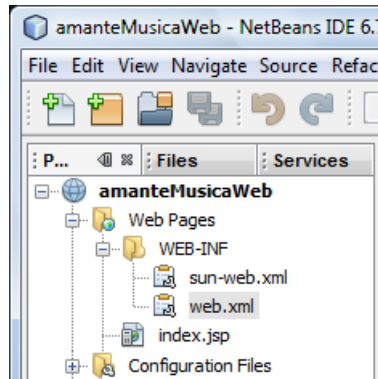 amanteMusicaWeb - NetBeans IDE 6.
File Edit View Navigate Source Refac
P... Files Services
amanteMusicaWeb
Web Pages
WEB-INF
sun-web.xml
web.xml
index.jsp
Configuration Files